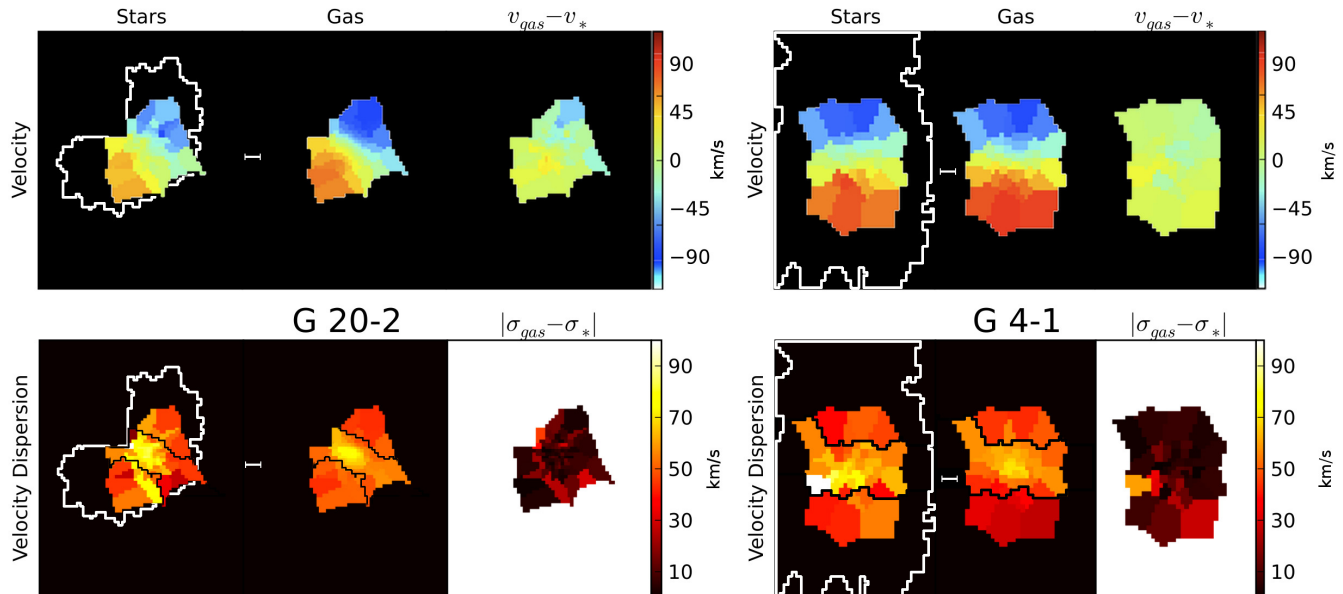 Stars Gas v_gas−v_* Stars Gas v_gas−v_*
Velocity
90
45
0
−45
−90
km/s
Velocity
90
45
0
−45
−90
km/s
G 20-2 |σ_gas−σ_*| G 4-1 |σ_gas−σ_*|
Velocity Dispersion
90
70
50
30
10
km/s
Velocity Dispersion
90
70
50
30
10
km/s